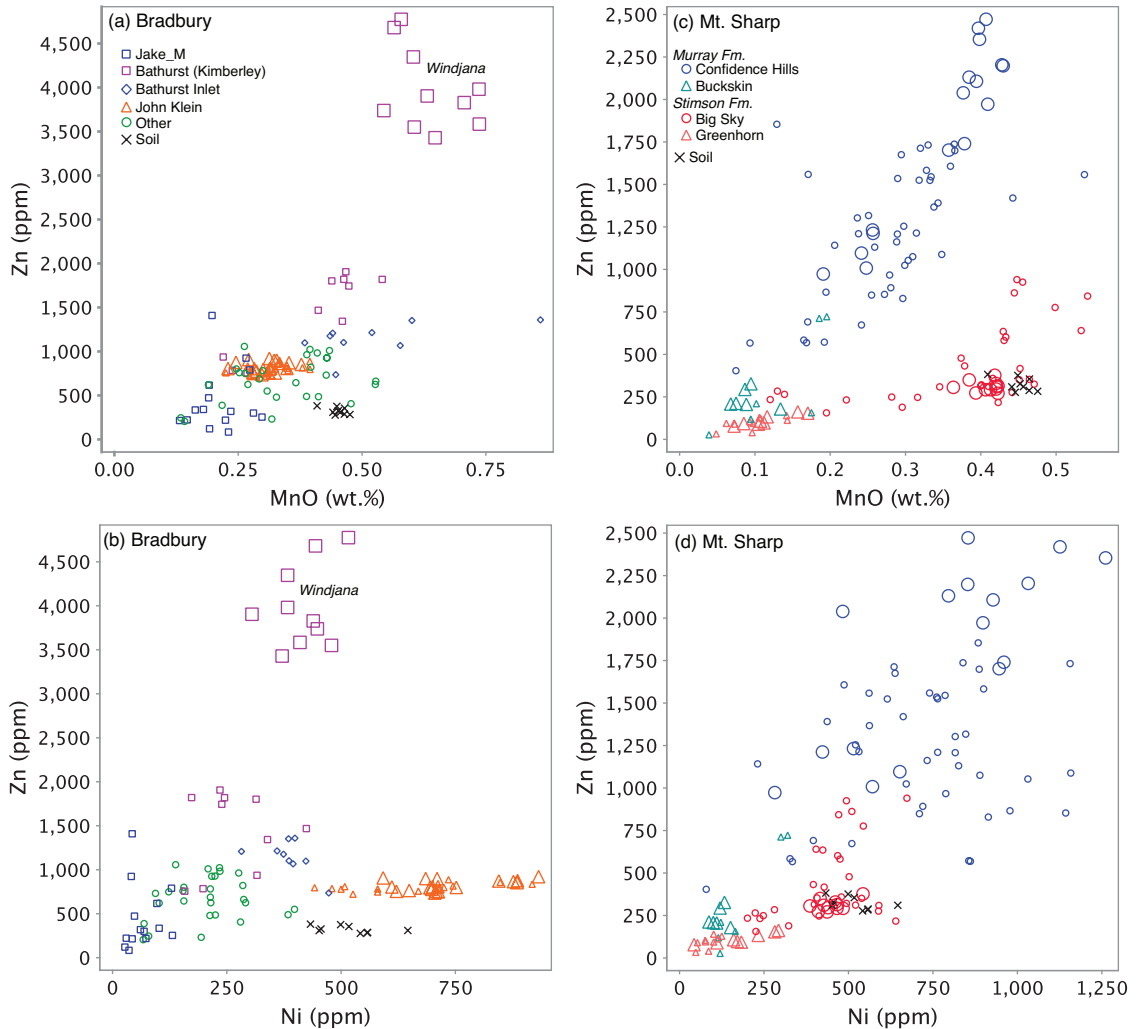 (a) Bradbury
Jake_M
Bathurst (Kimberley)
Bathurst Inlet
John Klein
Other
Soil
Windjana
4,500
4,000
3,500
3,000
2,500
2,000
1,500
1,000
500
0
Zn (ppm)
0.00
0.25
0.50
0.75
MnO (wt.%)
(c) Mt. Sharp
Murray Fm.
Confidence Hills
Buckskin
Stimson Fm.
Big Sky
Greenhorn
Soil
2,500
2,250
2,000
1,750
1,500
1,250
1,000
750
500
250
0
Zn (ppm)
0.0
0.1
0.2
0.3
0.4
0.5
MnO (wt.%)
(b) Bradbury
Windjana
4,500
4,000
3,500
3,000
2,500
2,000
1,500
1,000
500
0
Zn (ppm)
0
250
500
750
Ni (ppm)
(d) Mt. Sharp
2,500
2,250
2,000
1,750
1,500
1,250
1,000
750
500
250
0
Zn (ppm)
0
250
500
750
1,000
1,250
Ni (ppm)